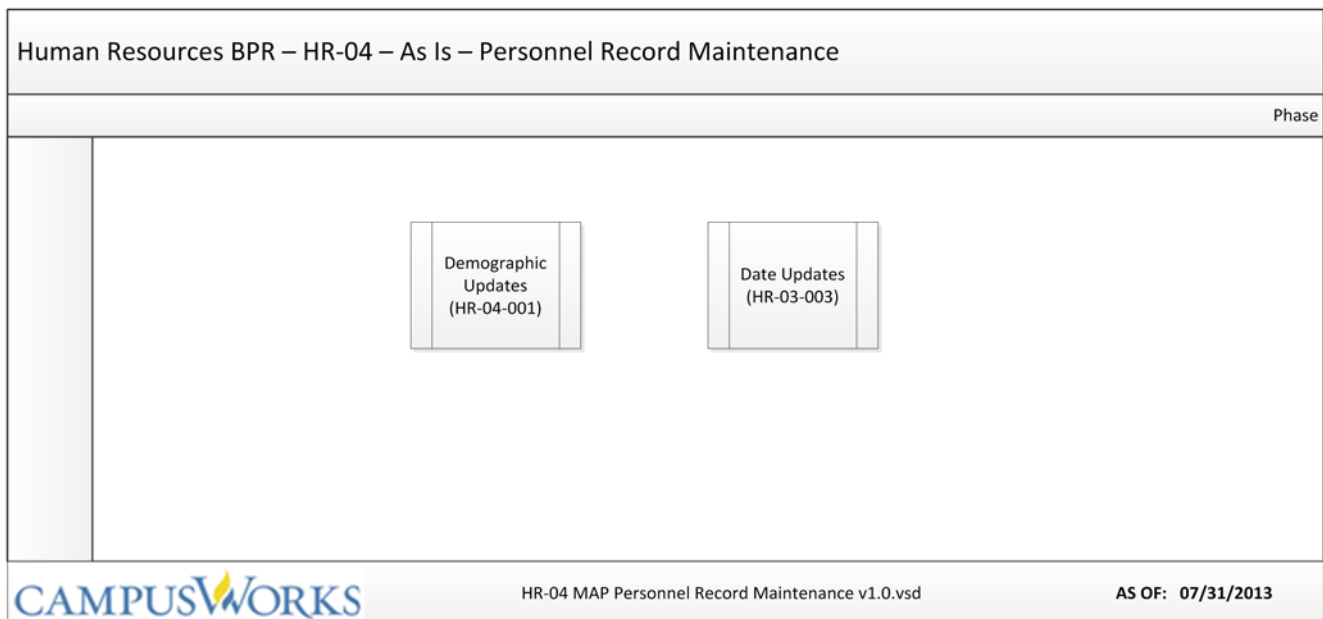 Human Resources BPR – HR-04 – As Is – Personnel Record Maintenance
Phase
Demographic
Updates
(HR-04-001)
Date Updates
(HR-03-003)
CAMPUSWORKS
HR-04 MAP Personnel Record Maintenance v1.0.vsd
AS OF: 07/31/2013